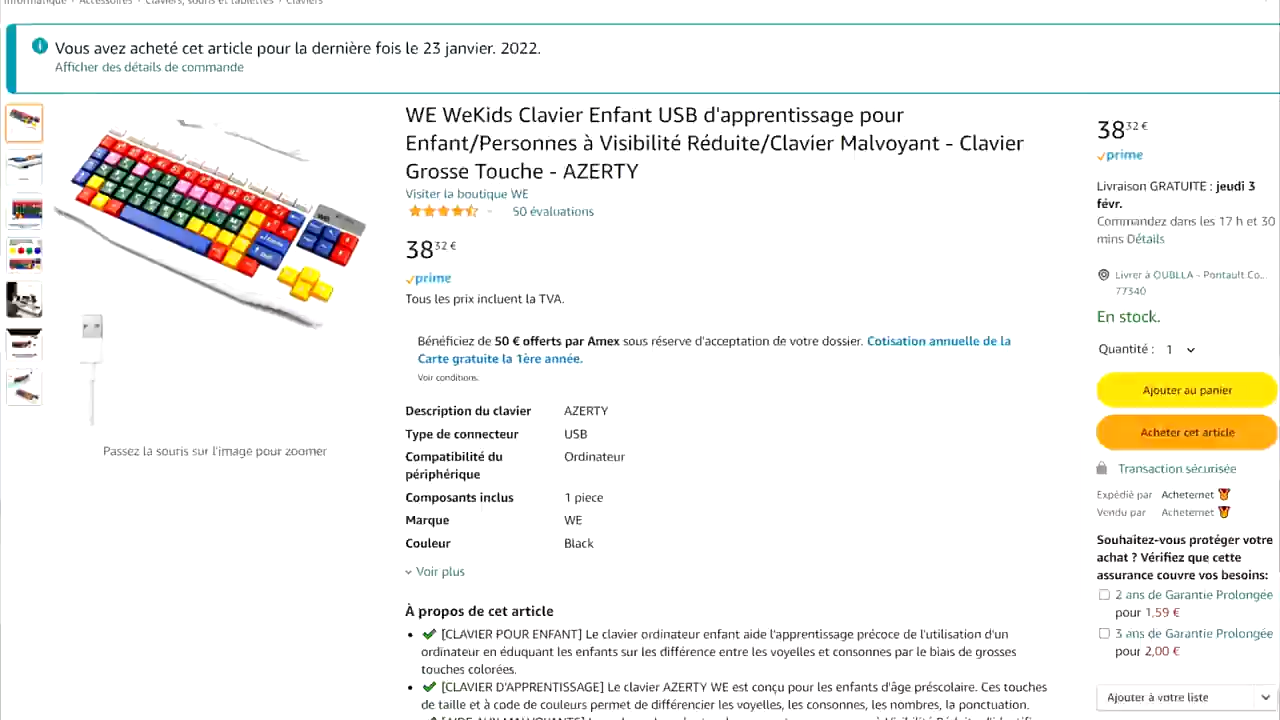 Informatique › Accessoires › Claviers, souris et tablettes › Claviers
Vous avez acheté cet article pour la dernière fois le 23 janvier. 2022.
Afficher des détails de commande
WE WeKids Clavier Enfant USB d'apprentissage pour
Enfant/Personnes à Visibilité Réduite/Clavier Malvoyant - Clavier
Grosse Touche - AZERTY
Visiter la boutique WE
50 évaluations
38,32 €
prime
Tous les prix incluent la TVA.
Bénéficiez de 50 € offerts par Amex sous réserve d'acceptation de votre dossier. Cotisation annuelle de la
Carte gratuite la 1ère année.
Voir conditions.
Description du clavier AZERTY
Type de connecteur USB
Compatibilité du Ordinateur
périphérique
Composants inclus 1 piece
Marque WE
Couleur Black
Voir plus
À propos de cet article
• [CLAVIER POUR ENFANT] Le clavier ordinateur enfant aide l'apprentissage précoce de l'utilisation d'un
ordinateur en éduquant les enfants sur les différence entre les voyelles et consonnes par le biais de grosses
touches colorées.
• [CLAVIER D'APPRENTISSAGE] Le clavier AZERTY WE est conçu pour les enfants d'âge préscolaire. Ces touches
de taille et à code de couleurs permet de différencier les voyelles, les consonnes, les nombres, la ponctuation.
Passez la souris sur l'image pour zoomer
38,32 €
prime
Livraison GRATUITE : jeudi 3
févr.
Commandez dans les 17 h et 30
mins Détails
Livrer à OUBLLA - Pontault Co...
77340
En stock.
Quantité : 1
Ajouter au panier
Acheter cet article
Transaction sécurisée
Expédié par Acheternet
Vendu par Acheternet
Souhaitez-vous protéger votre
achat ? Vérifiez que cette
assurance couvre vos besoins:
2 ans de Garantie Prolongée
pour 1,59 €
3 ans de Garantie Prolongée
pour 2,00 €
Ajouter à votre liste